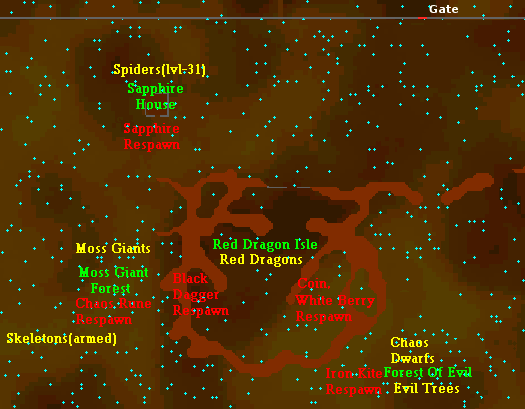 Gate
Spiders(lvl-31)
Sapphire
House
Sapphire
Respawn
Moss Giants
Moss Giant
Forest
Chaos Rune
Respawn
Skeletons(armed)
Red Dragon Isle
Red Dragons
Black
Dagger
Respawn
Coin,
White Berry
Respawn
Chaos
Dwarfs
Iron Kite
Respawn
Forest Of Evil
Evil Trees